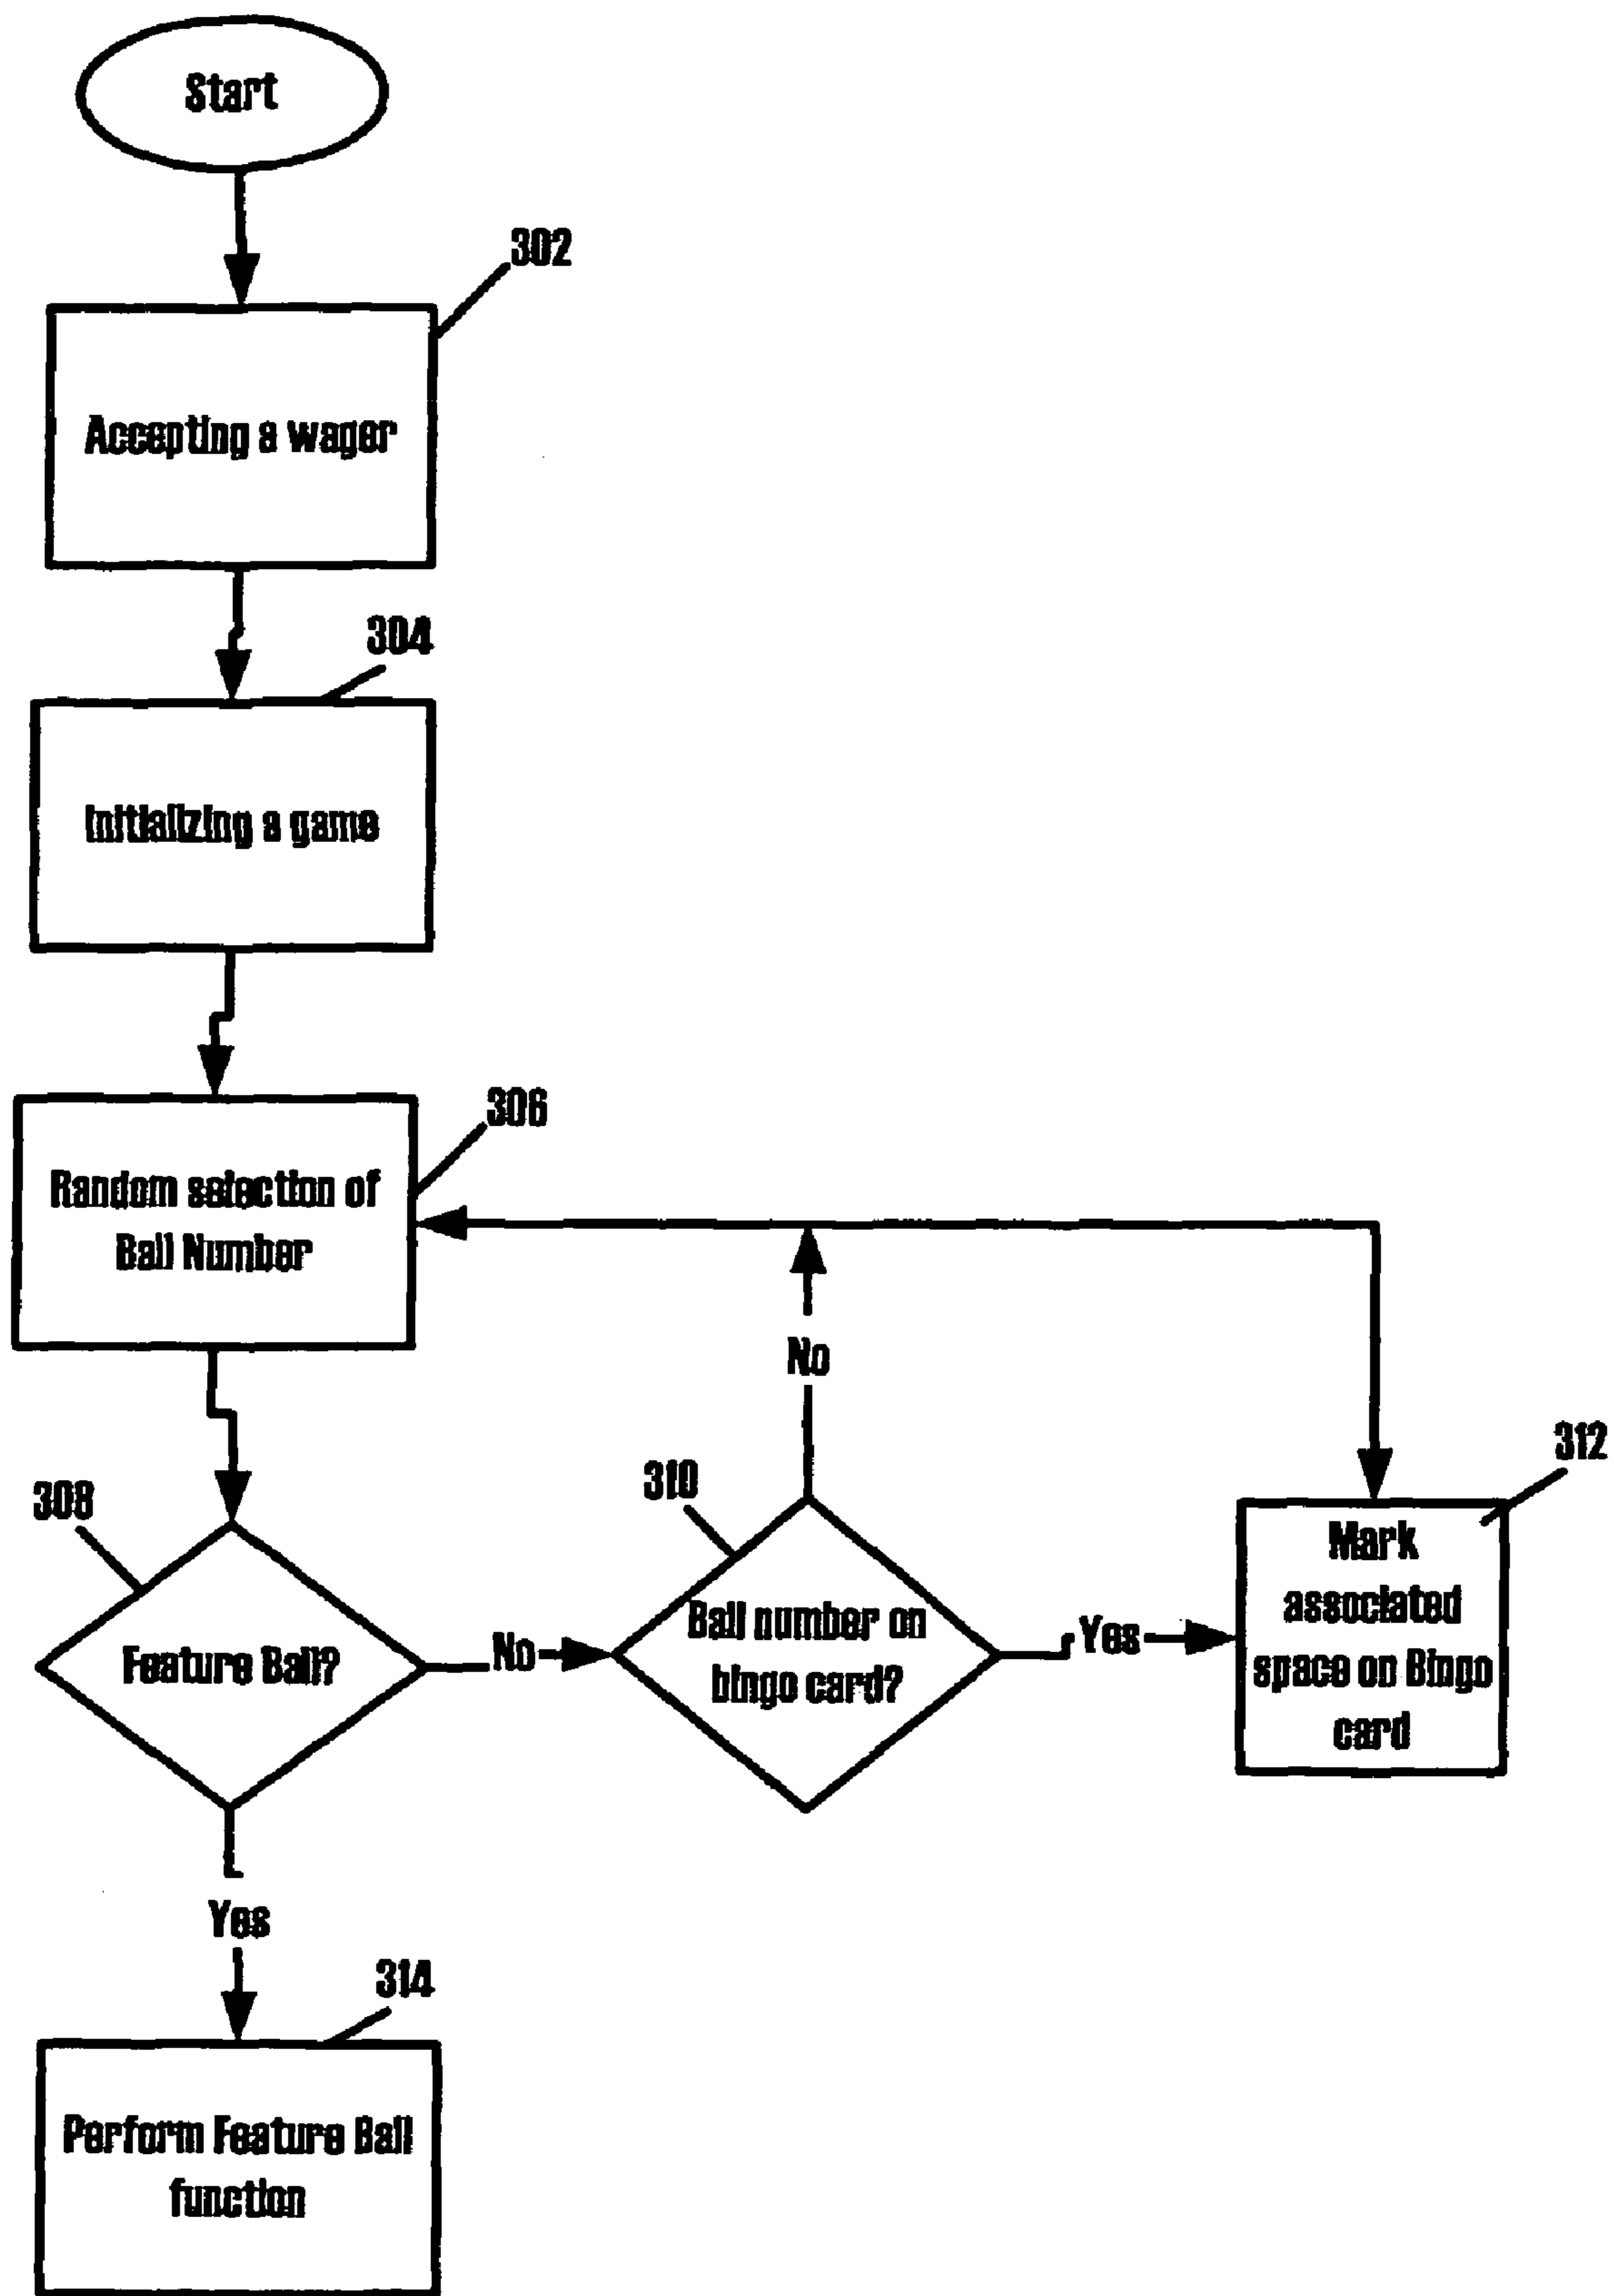 Start
302
Accepting a wager
304
Initializing a game
306
Random selection of
Ball Number
No
312
310
308
Mark
associated
space on Bingo
card
Ball number on
bingo card?
Yes
No
Feature Ball?
Yes
314
Perform Feature Ball
function